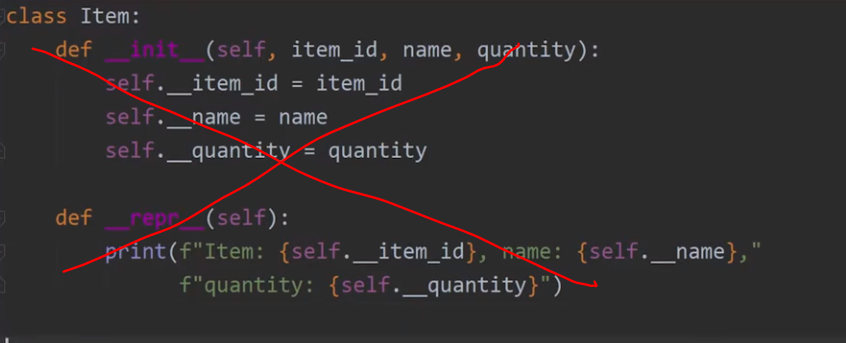 class Item:
    def __init__(self, item_id, name, quantity):
        self.__item_id = item_id
        self.__name = name
        self.__quantity = quantity
    def __repr__(self):
        print(f"Item: {self.__item_id}, name: {self.__name},"
              f"quantity: {self.__quantity}")